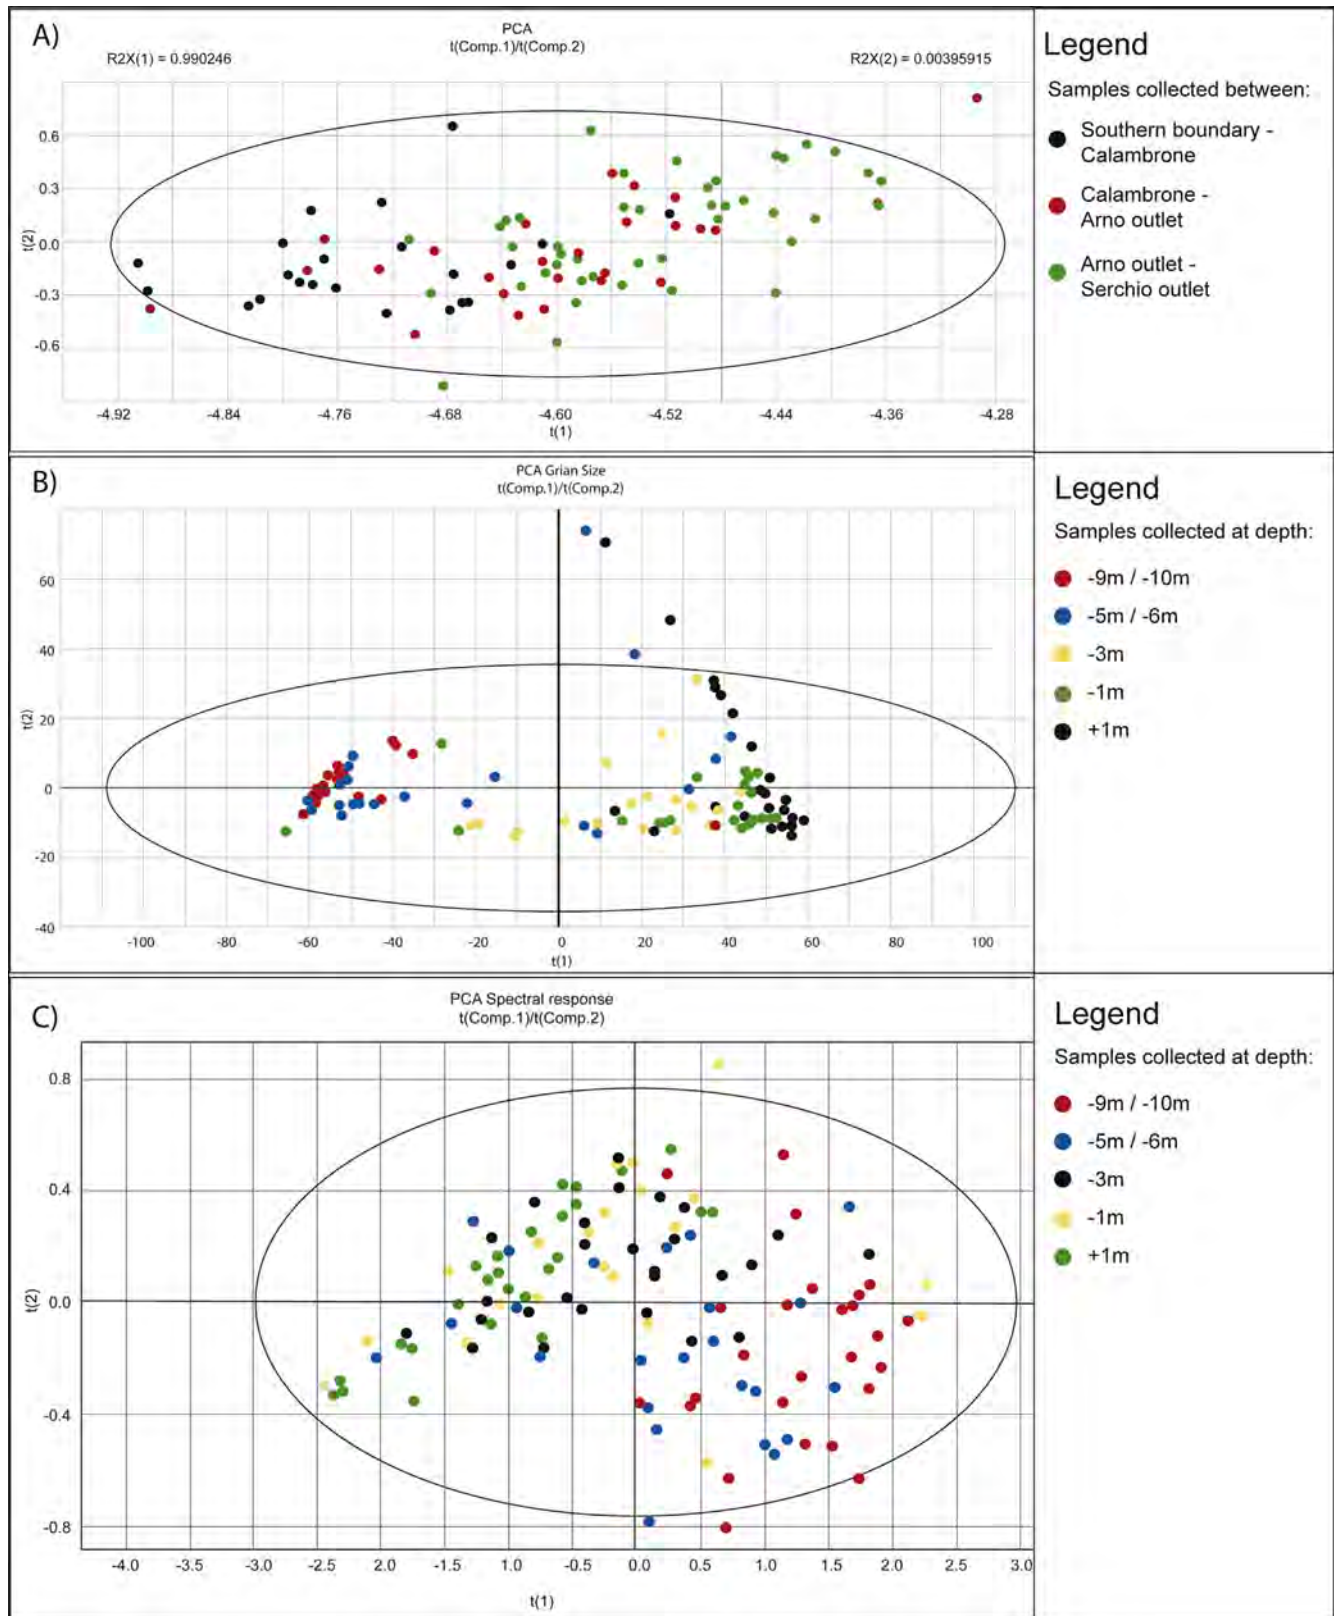 A)
PCA
t(Comp.1)/t(Comp.2)
R2X(1) = 0.990246
R2X(2) = 0.00395915
0.6
0.3
0.0
-0.3
-0.6
t(2)
-4.92
-4.84
-4.76
-4.68
-4.60
-4.52
-4.44
-4.36
-4.28
t(1)
Legend
Samples collected between:
Southern boundary -
Calambrone
Calambrone -
Arno outlet
Arno outlet -
Serchio outlet
B)
PCA Grian Size
t(Comp.1)/t(Comp.2)
60
40
20
0
-20
-40
t(2)
-100
-80
-60
-40
-20
0
20
40
60
80
100
t(1)
Legend
Samples collected at depth:
-9m / -10m
-5m / -6m
-3m
-1m
+1m
C)
PCA Spectral response
t(Comp.1)/t(Comp.2)
0.8
0.4
0.0
-0.4
-0.8
t(2)
-4.0
-3.0
-2.5
2.0
-1.5
1.0
-0.5
0.0
0.5
1.0
1.5
2.0
2.5
3.0
t(1)
Legend
Samples collected at depth:
-9m / -10m
-5m / -6m
-3m
-1m
+1m